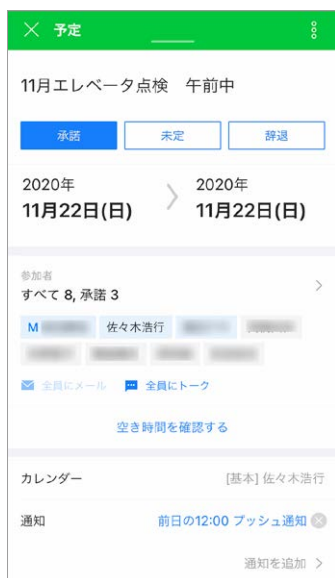 予定
11月エレベータ点検 午前中
承諾
未定
辞退
2020年
11月22日(日)
2020年
11月22日(日)
参加者
すべて 8, 承諾 3
M
佐々木浩行
全員にメール
全員にトーク
空き時間を確認する
カレンダー
[基本] 佐々木浩行
通知
前日の12:00 プッシュ通知
通知を追加